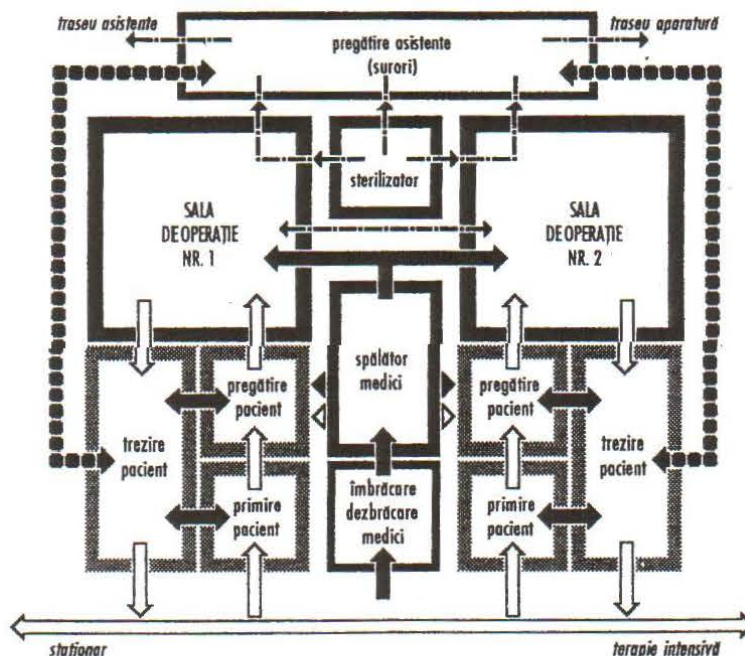 traseu asistente
traseu aparatură
pregătire asistente
(surori)
sterilizator
SALA
DE OPERAȚIE
NR. 1
SALA
DE OPERAȚIE
NR. 2
spălător
medici
pregătire
pacient
pregătire
pacient
trezire
pacient
trezire
pacient
primire
pacient
îmbrăcare
dezbrăcare
medici
primire
pacient
staționar
terapie intensivă